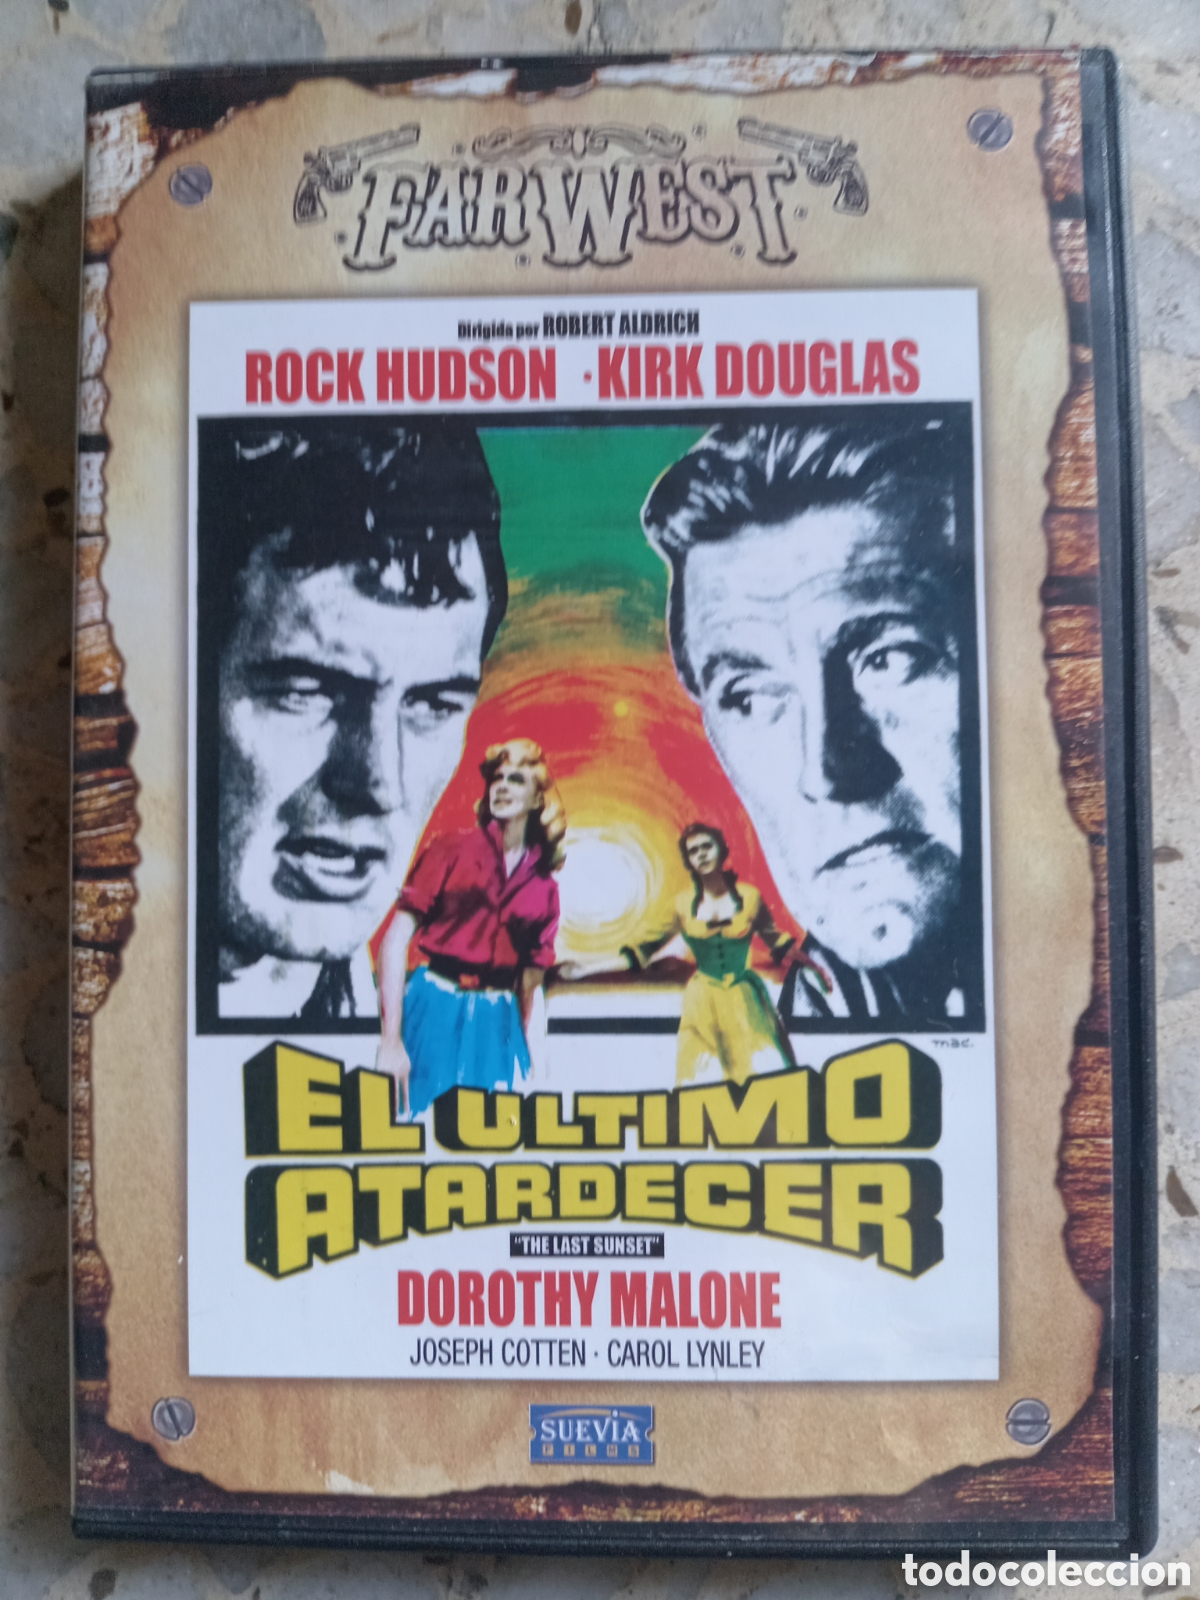 FAR WEST
Dirigida por ROBERT ALDRICH
ROCK HUDSON · KIRK DOUGLAS
mac.
EL ULTIMO
ATARDECER
"THE LAST SUNSET"
DOROTHY MALONE
JOSEPH COTTEN · CAROL LYNLEY
SUEVIA
FILMS
todocoleccion